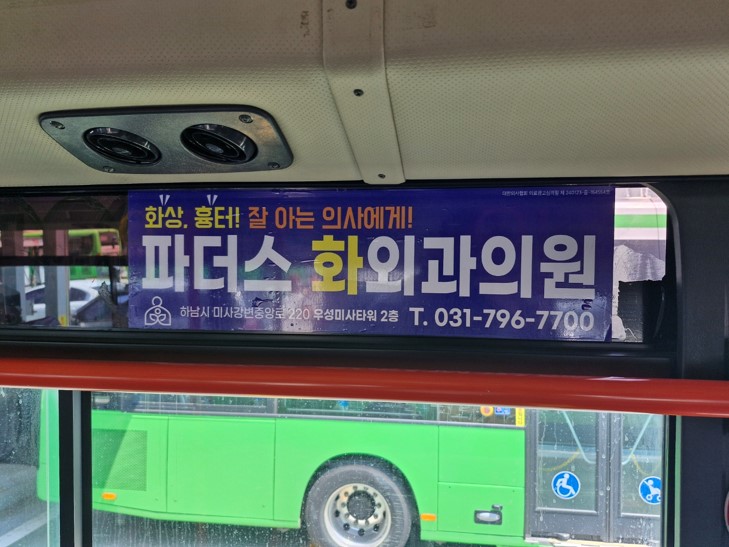 화상, 흉터! 잘 아는 의사에게!
파더스 화외과의원
하남시 미사강변중앙로 220 우성미사타워 2층 T. 031-796-7700